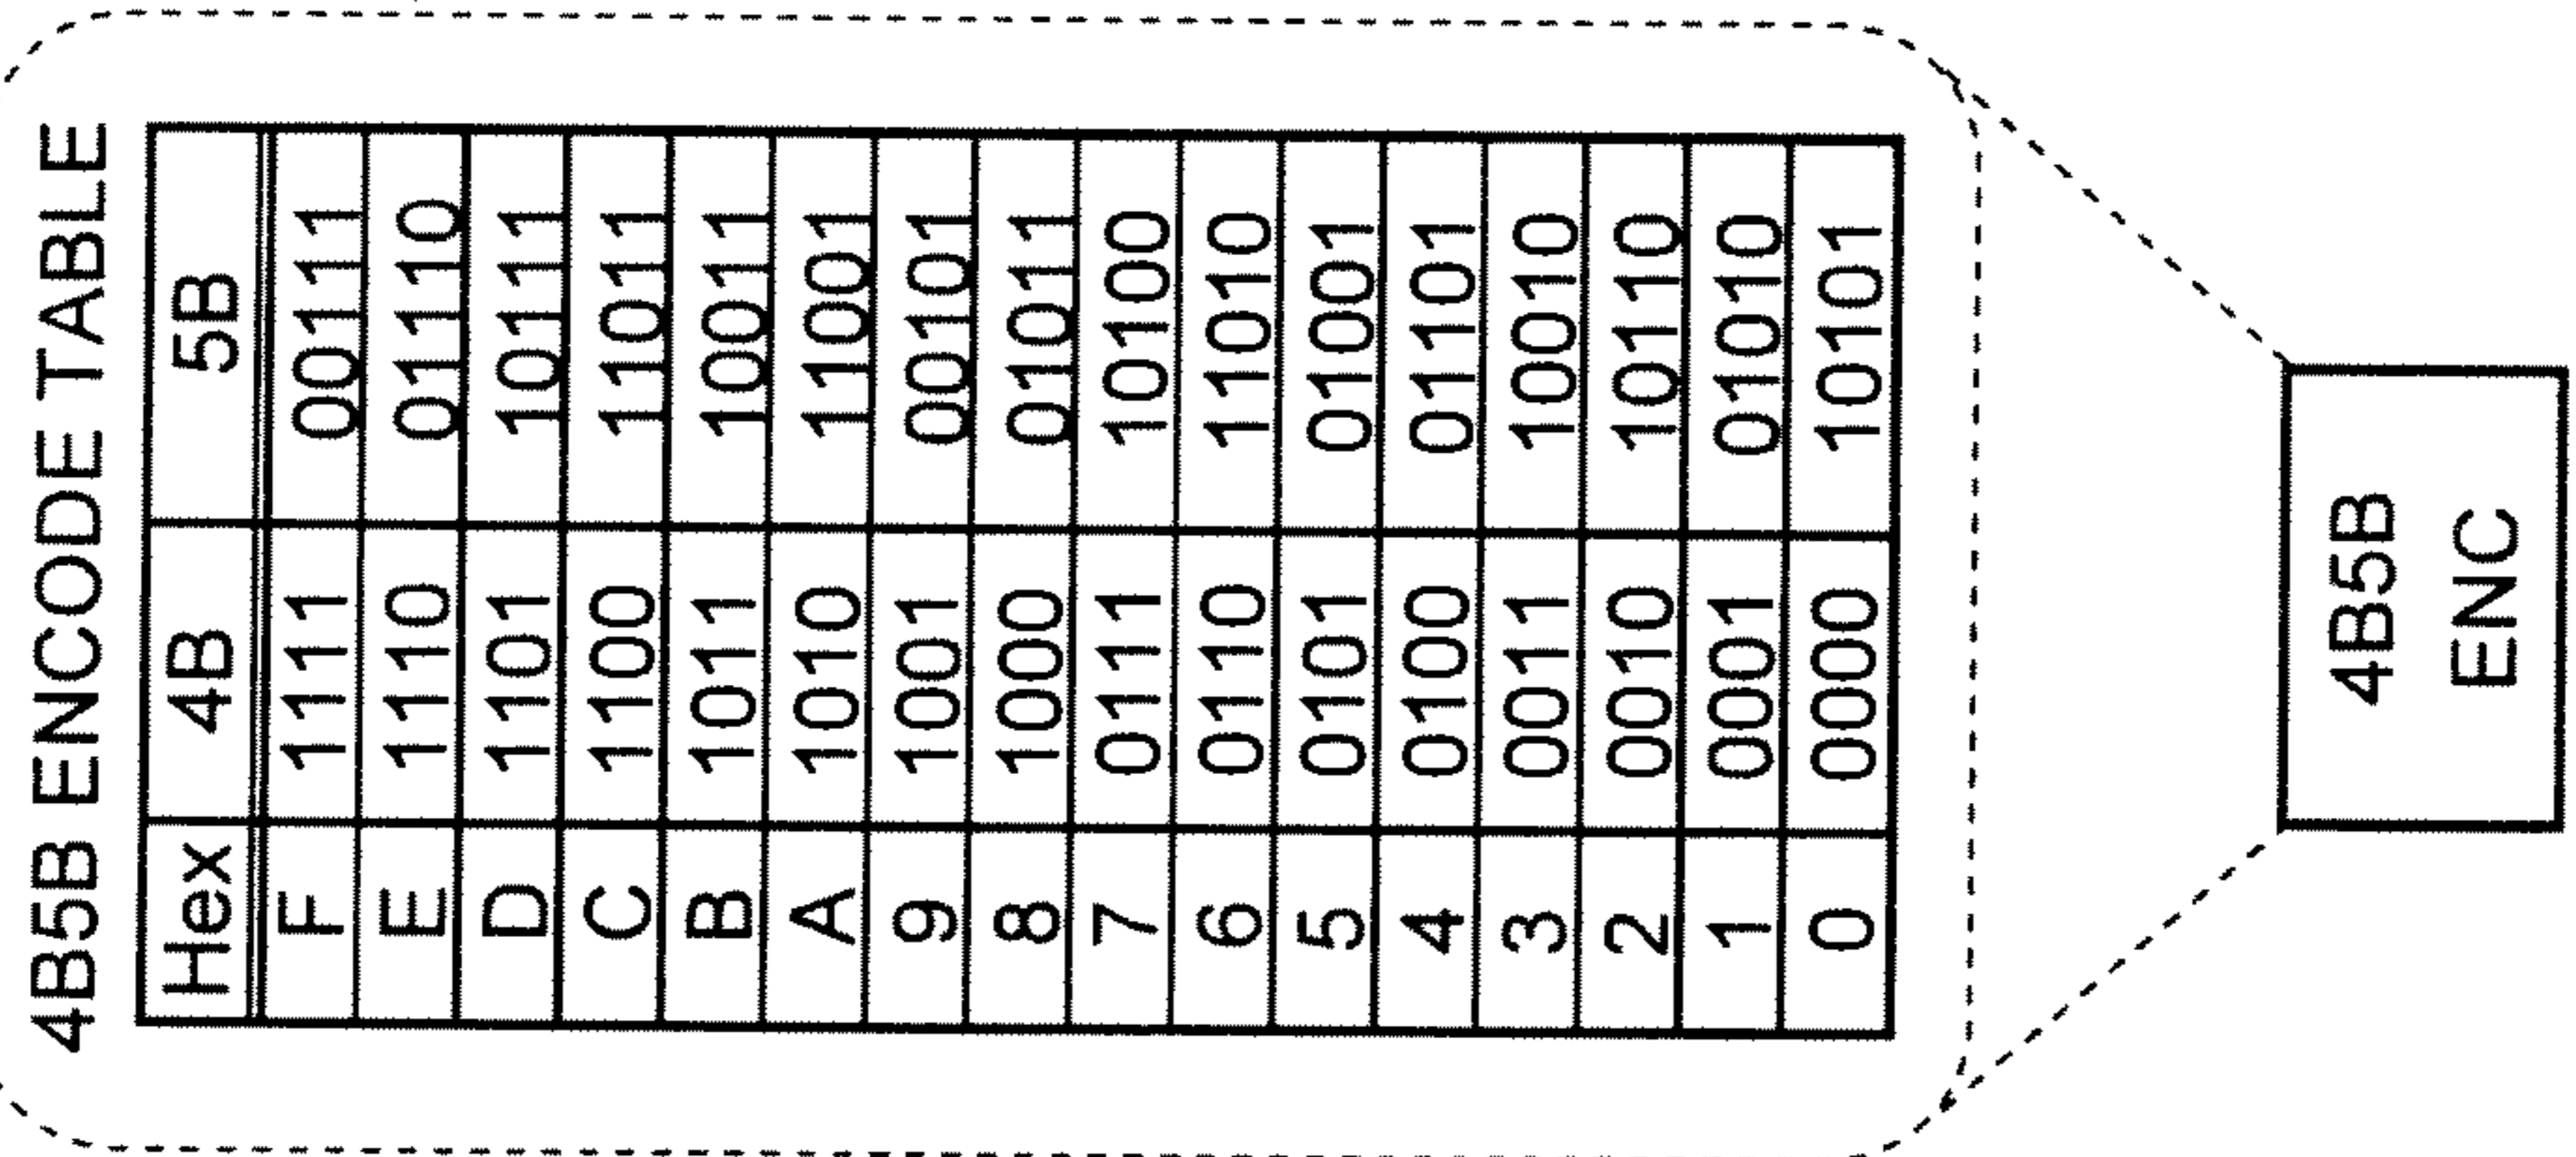 4B5B ENCODE TABLE
Hex 4B 5B
F 1111 00111
E 1110 01110
D 1101 10111
C 1100 11011
B 1011 10011
A 1010 11001
9 1001 00101
8 1000 01011
7 0111 10100
6 0110 11010
5 0101 01001
4 0100 01101
3 0011 10010
2 0010 10110
1 0001 01010
0 0000 10101
4B5B
ENC